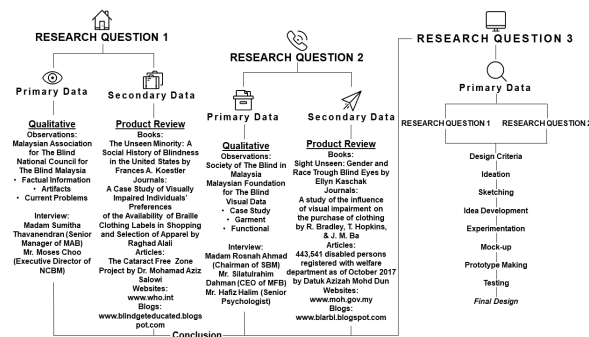 RESEARCH QUESTION 1
Primary Data
Qualitative
Observations:
Malaysian Association
for The Blind
National Council for
The Blind Malaysia
• Factual Information
• Artifacts
• Current Problems
Interview:
Madam Sumitha
Thavanendran (Senior
Manager of MAB)
Mr. Moses Choo
(Executive Director of
NCBM)
Secondary Data
Product Review
Books:
The Unseen Minority: A
Social History of Blindness
in the United States by
Frances A. Koestler
Journals:
A Case Study of Visually
Impaired Individuals'
Preferences
of the Availability of Braille
Clothing Labels in Shopping
and Selection of Apparel by
Raghad Alali
Articles:
The Cataract Free Zone
Project by Dr. Mohamad Aziz
Salowi
Websites:
www.who.int
Blogs:
www.blindgeteducated.blogs
pot.com
RESEARCH QUESTION 2
Primary Data
Qualitative
Observations:
Society of The Blind in
Malaysia
Malaysian Foundation
for The Blind
Visual Data
• Case Study
• Garment
• Functional
Interview:
Madam Rosnah Ahmad
(Chairman of SBM)
Ms. Silatulrahim
Dahman (CEO of MFB)
Mr. Hafiz Halim (Senior
Psychologist)
Secondary Data
Product Review
Books:
Sight Unseen: Gender and
Race Trough Blind Eyes by
Ellyn Kaschak
Journals:
A study of the influence
of visual impairment on
the purchase of clothing
by R. Bradley, T. Hopkins,
& J. M. Ba
Articles:
443,541 disabled persons
registered with welfare
department as of October 2017
by Datuk Azizah Mohd Dun
Websites:
www.moh.gov.my
Blogs:
www.blarbl.blogspot.com
RESEARCH QUESTION 3
Primary Data
RESEARCH QUESTION 1
RESEARCH QUESTION 2
Design Criteria
Ideation
Sketching
Idea Development
Experimentation
Mock-up
Prototype Making
Testing
Final Design
Conclusion